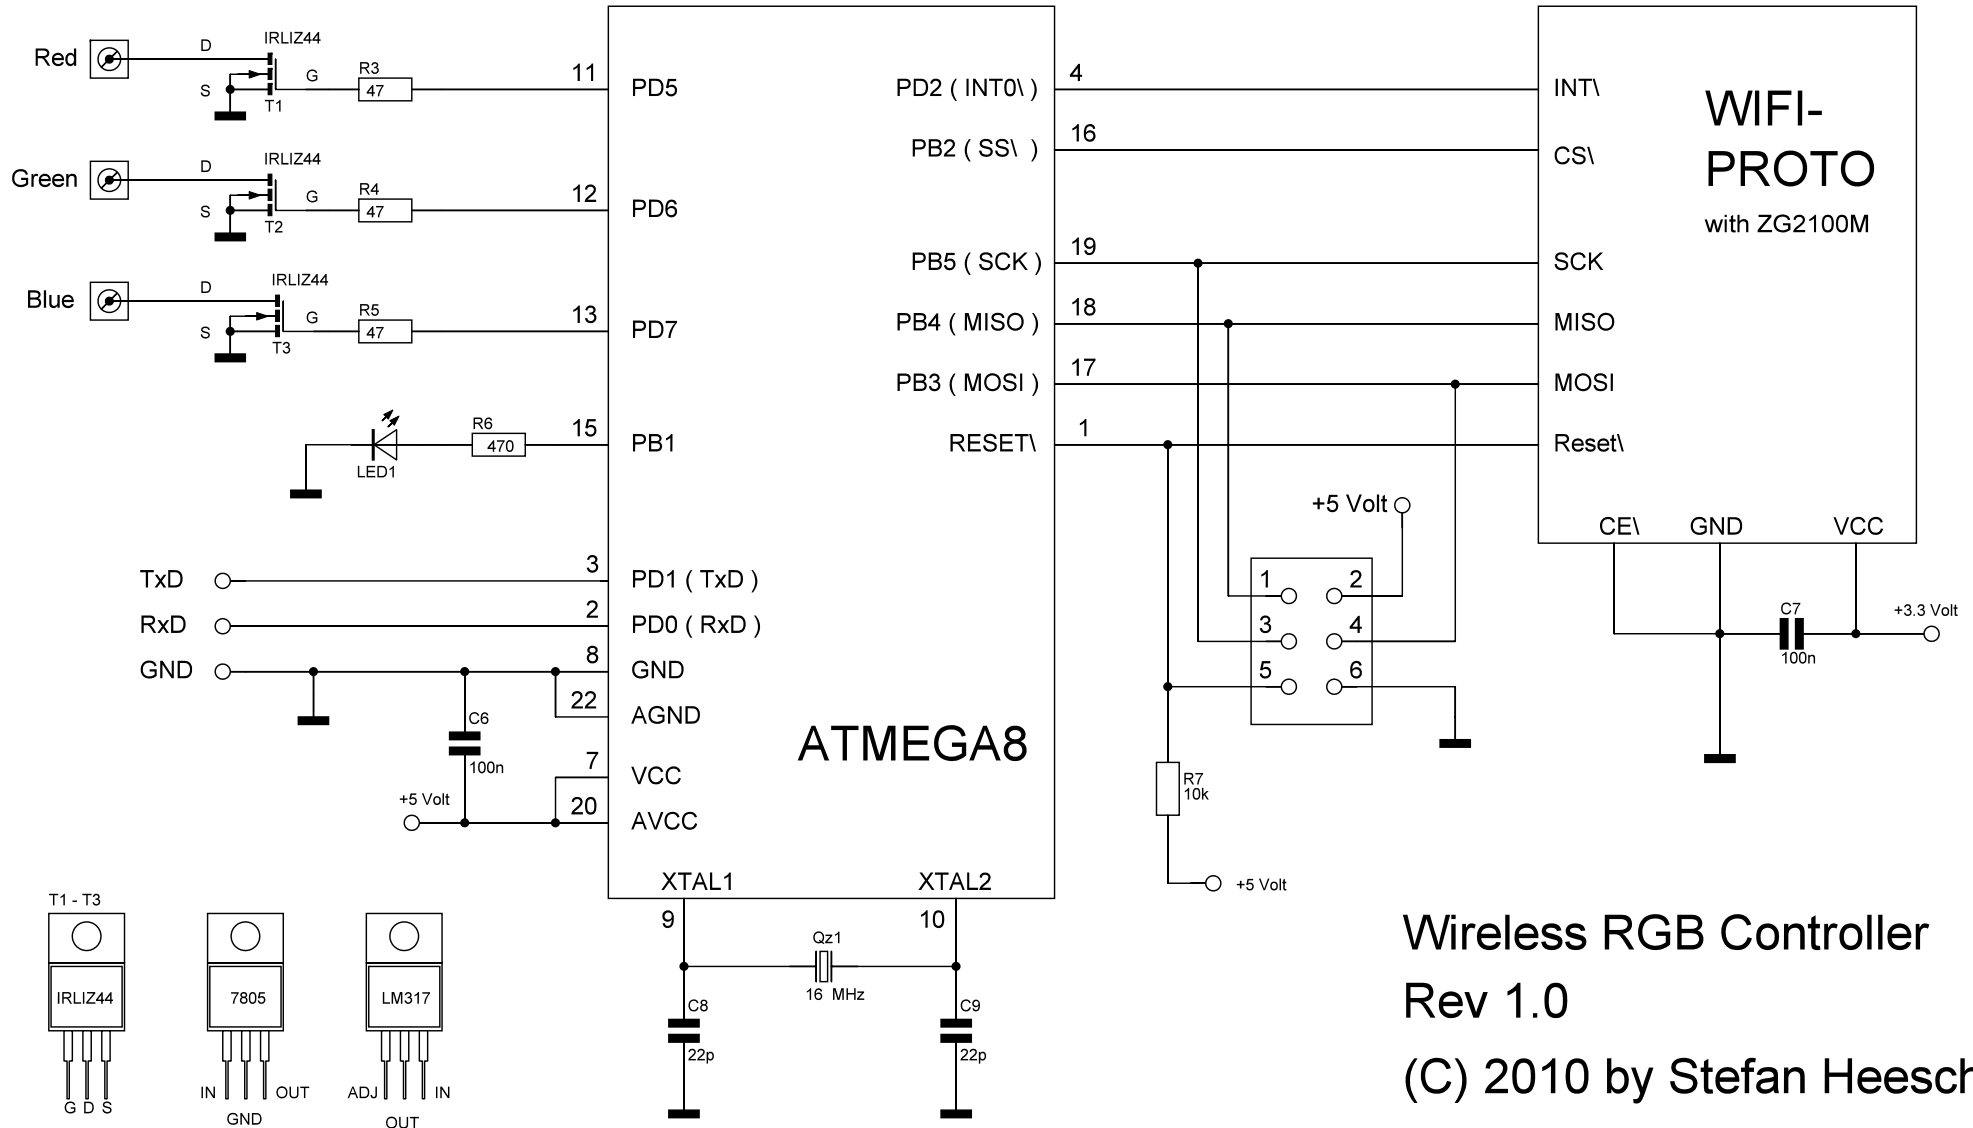 Red
D
S
IRLIZ44
T1
G
R3
47
11
PD5
Green
D
S
IRLIZ44
T2
G
R4
47
12
PD6
Blue
D
S
IRLIZ44
T3
G
R5
47
13
PD7
LED1
R6
470
15
PB1
TxD
3
PD1 ( TxD )
RxD
2
PD0 ( RxD )
GND
8
GND
22
AGND
C6
100n
7
VCC
+5 Volt
20
AVCC
ATMEGA8
XTAL1
XTAL2
9
10
Qz1
16 MHz
C8
22p
C9
22p
PD2 ( INT0\ )
4
INT\
PB2 ( SS\ )
16
CS\
PB5 ( SCK )
19
SCK
PB4 ( MISO )
18
MISO
PB3 ( MOSI )
17
MOSI
RESET\
1
Reset\
WIFI-
PROTO
with ZG2100M
CE\
GND
VCC
C7
100n
+3.3 Volt
+5 Volt
1
2
3
4
5
6
R7
10k
+5 Volt
T1 - T3
IRLIZ44
G D S
7805
IN
GND
OUT
LM317
ADJ
OUT
IN
Wireless RGB Controller
Rev 1.0
(C) 2010 by Stefan Heesch